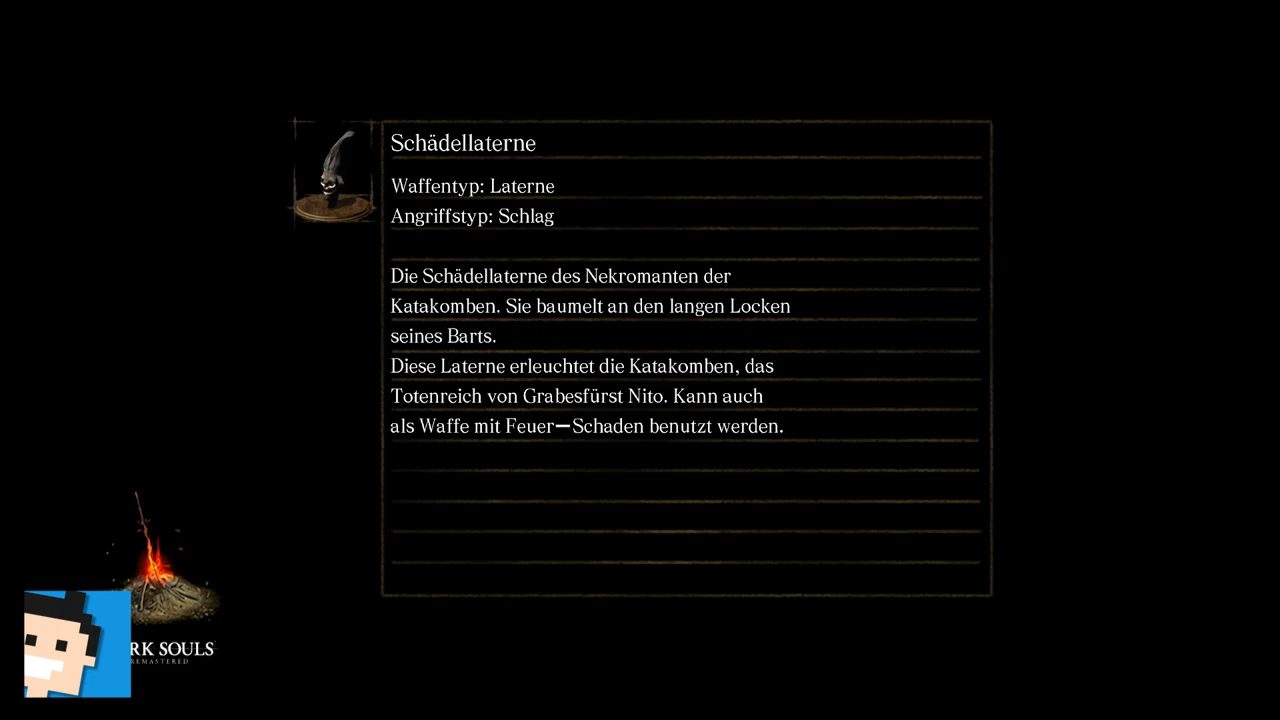 Schädellaterne
Waffentyp: Laterne
Angriffstyp: Schlag
Die Schädellaterne des Nekromanten der
Katakomben. Sie baumelt an den langen Locken
seines Barts.
Diese Laterne erleuchtet die Katakomben, das
Totenreich von Grabesfürst Nito. Kann auch
als Waffe mit Feuer—Schaden benutzt werden.
RK SOULS
REMASTERED